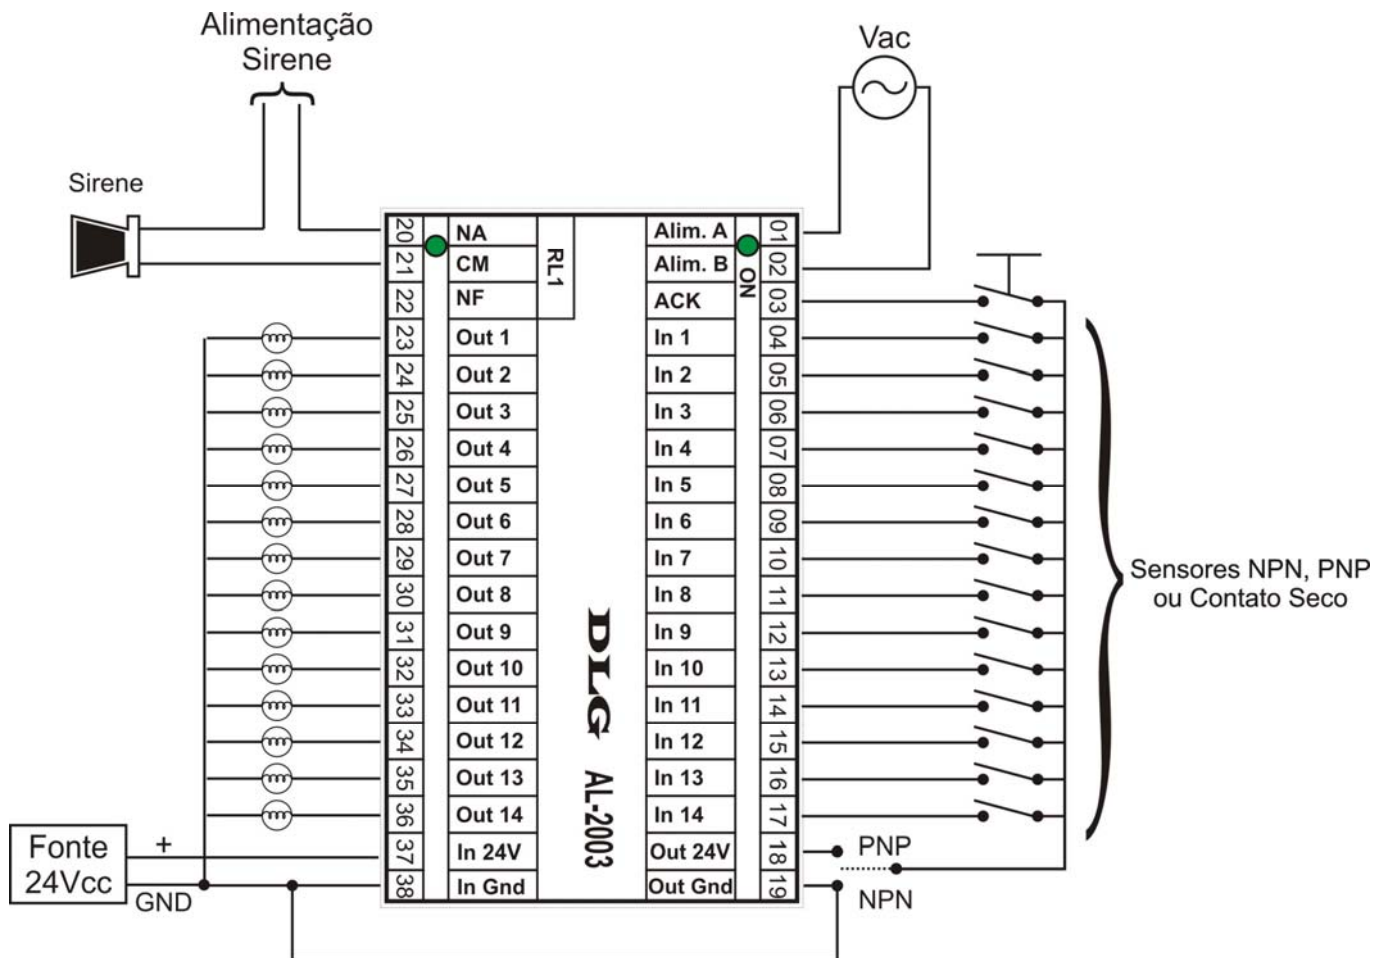 Alimentação
Sirene
Vac
Sirene
20 NA Alim. A 01
21 CM Alim. B 02
RL1
ON
22 NF ACK 03
23 Out 1 In 1 04
24 Out 2 In 2 05
25 Out 3 In 3 06
26 Out 4 In 4 07
27 Out 5 In 5 08
28 Out 6 In 6 09
29 Out 7 In 7 10
30 Out 8 In 8 11
31 Out 9 In 9 12
32 Out 10 In 10 13
33 Out 11 In 11 14
34 Out 12 In 12 15
35 Out 13 In 13 16
36 Out 14 In 14 17
37 In 24V Out 24V 18
38 In Gnd Out Gnd 19
DLG AL-2003
Sensores NPN, PNP
ou Contato Seco
PNP
NPN
Fonte
24Vcc
+
GND